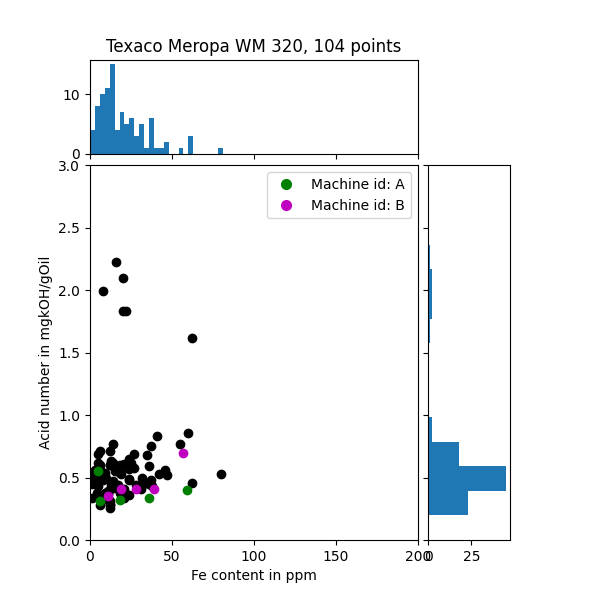 Texaco Meropa WM 320, 104 points
10
0
3.0
2.5
2.0
1.5
1.0
0.5
0.0
Acid number in mgkOH/gOil
Machine id: A
Machine id: B
0 50 100 150 200
Fe content in ppm
0 25